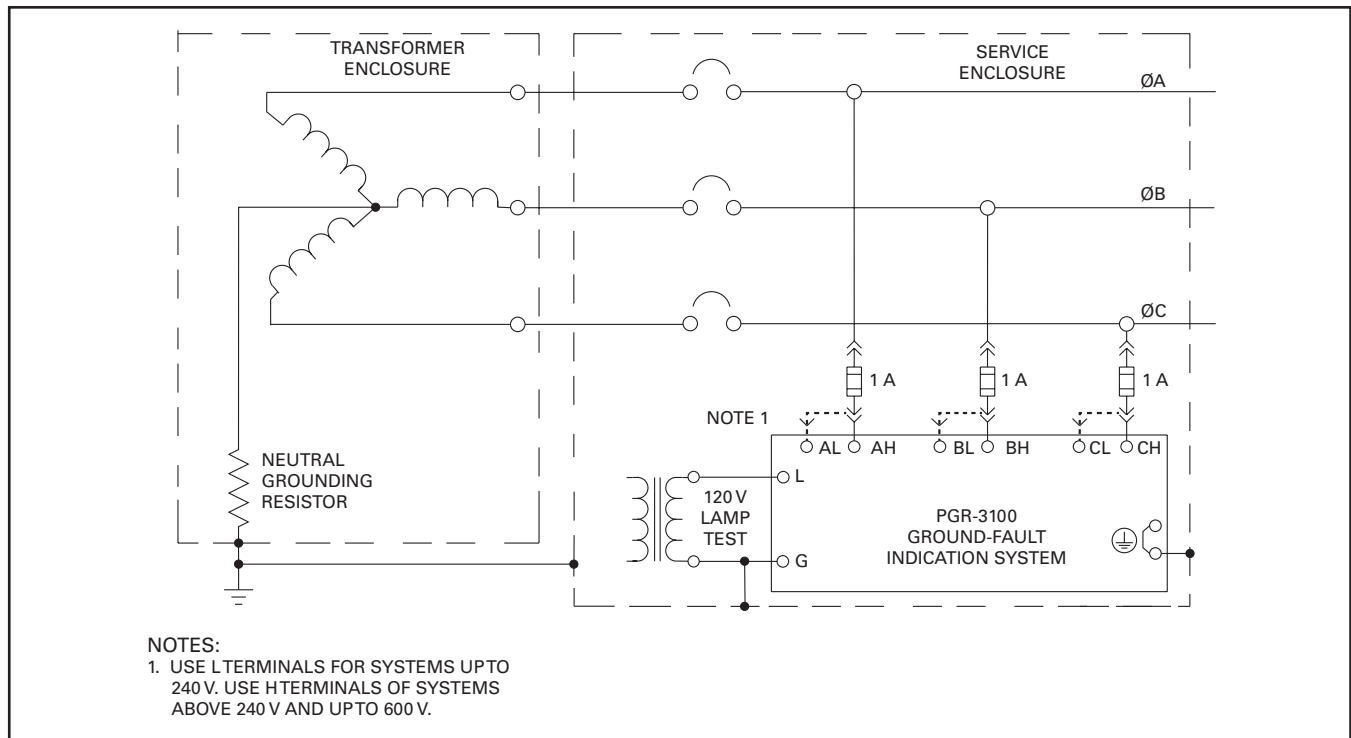 TRANSFORMER
ENCLOSURE
SERVICE
ENCLOSURE
ØA
ØB
ØC
1 A
1 A
1 A
NOTE 1
AL
AH
BL
BH
CL
CH
NEUTRAL
GROUNDING
RESISTOR
L
120 V
LAMP
TEST
G
PGR-3100
GROUND-FAULT
INDICATION SYSTEM
NOTES:
1. USE L TERMINALS FOR SYSTEMS UP TO
240 V. USE H TERMINALS OF SYSTEMS
ABOVE 240 V AND UP TO 600 V.